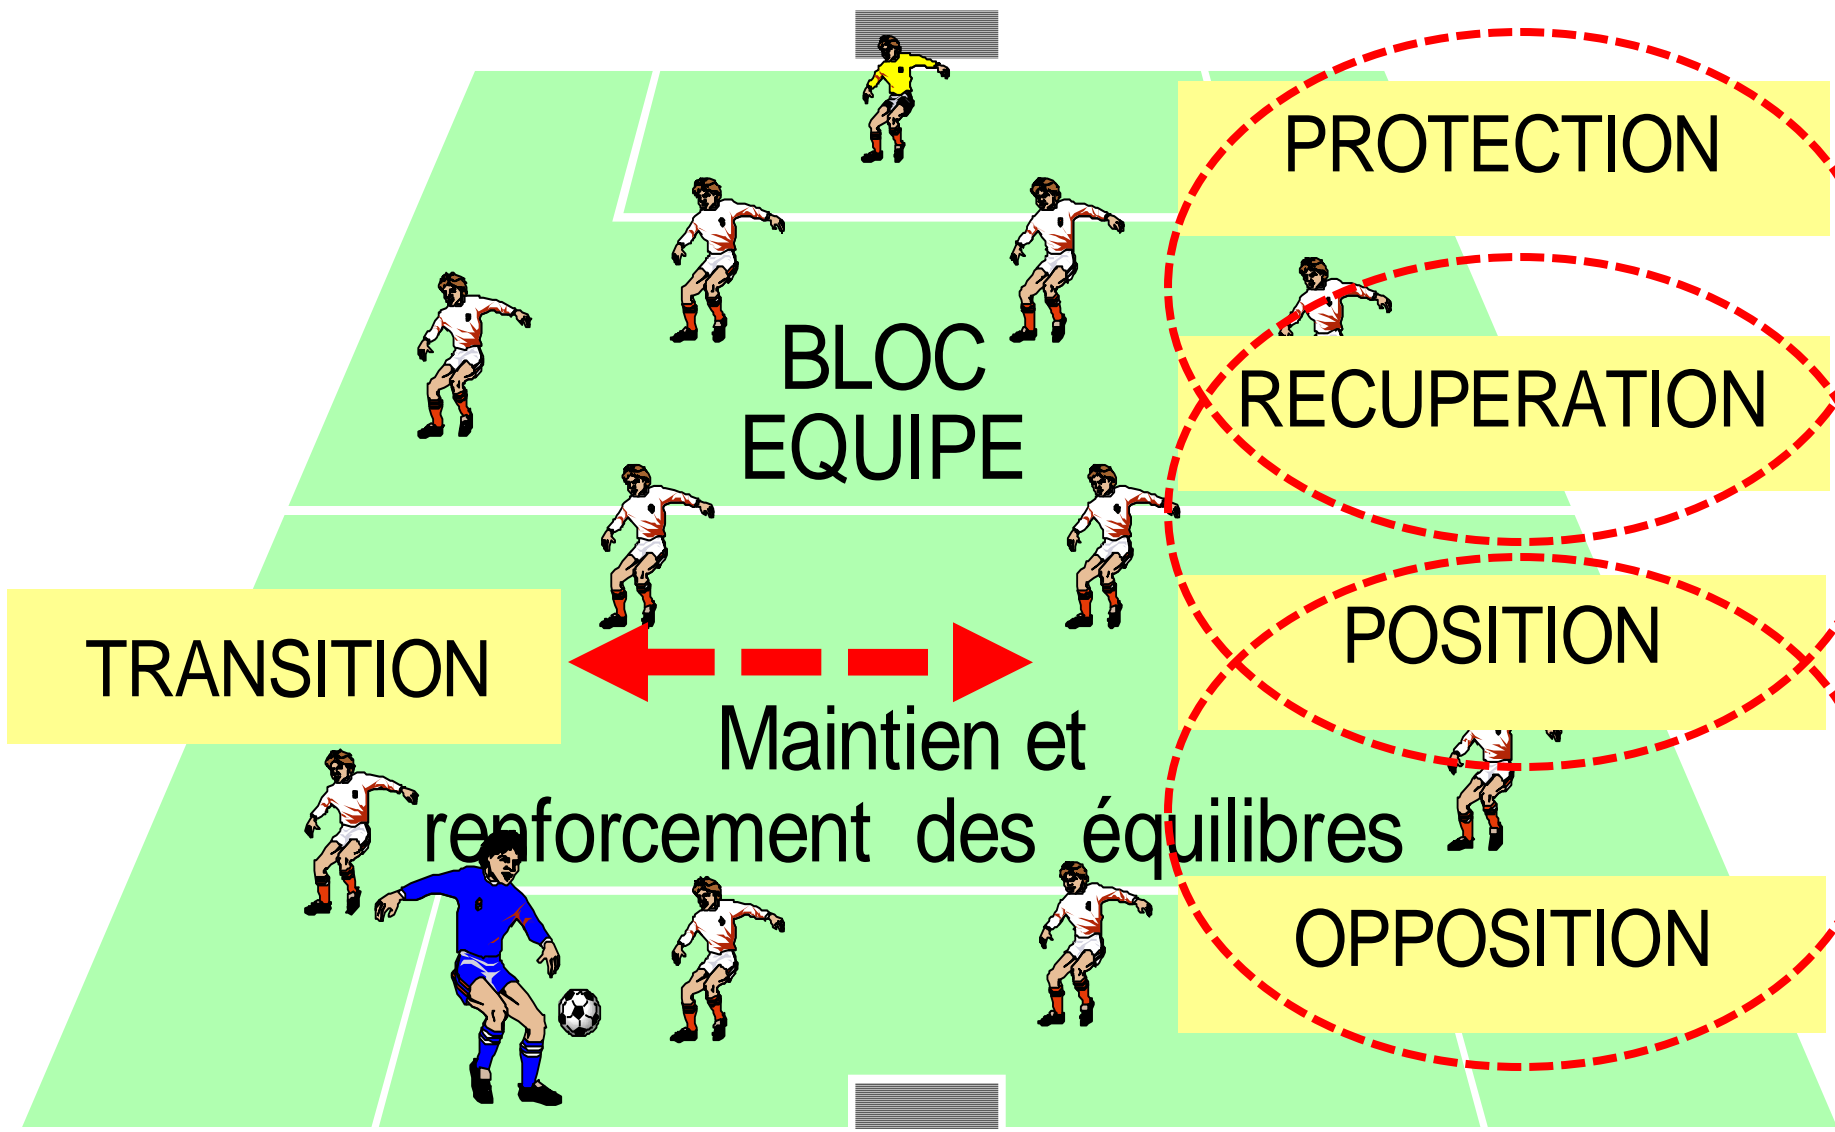 PROTECTION
BLOC
EQUIPE
RECUPERATION
TRANSITION
POSITION
Maintien et
renforcement des équilibres
OPPOSITION